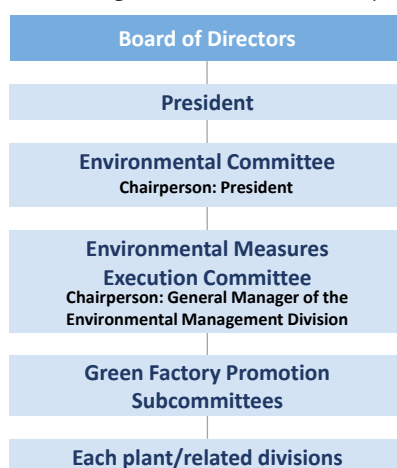 Board of Directors
President
Environmental Committee
Chairperson: President
Environmental Measures
Execution Committee
Chairperson: General Manager of the
Environmental Management Division
Green Factory Promotion
Subcommittees
Each plant/related divisions